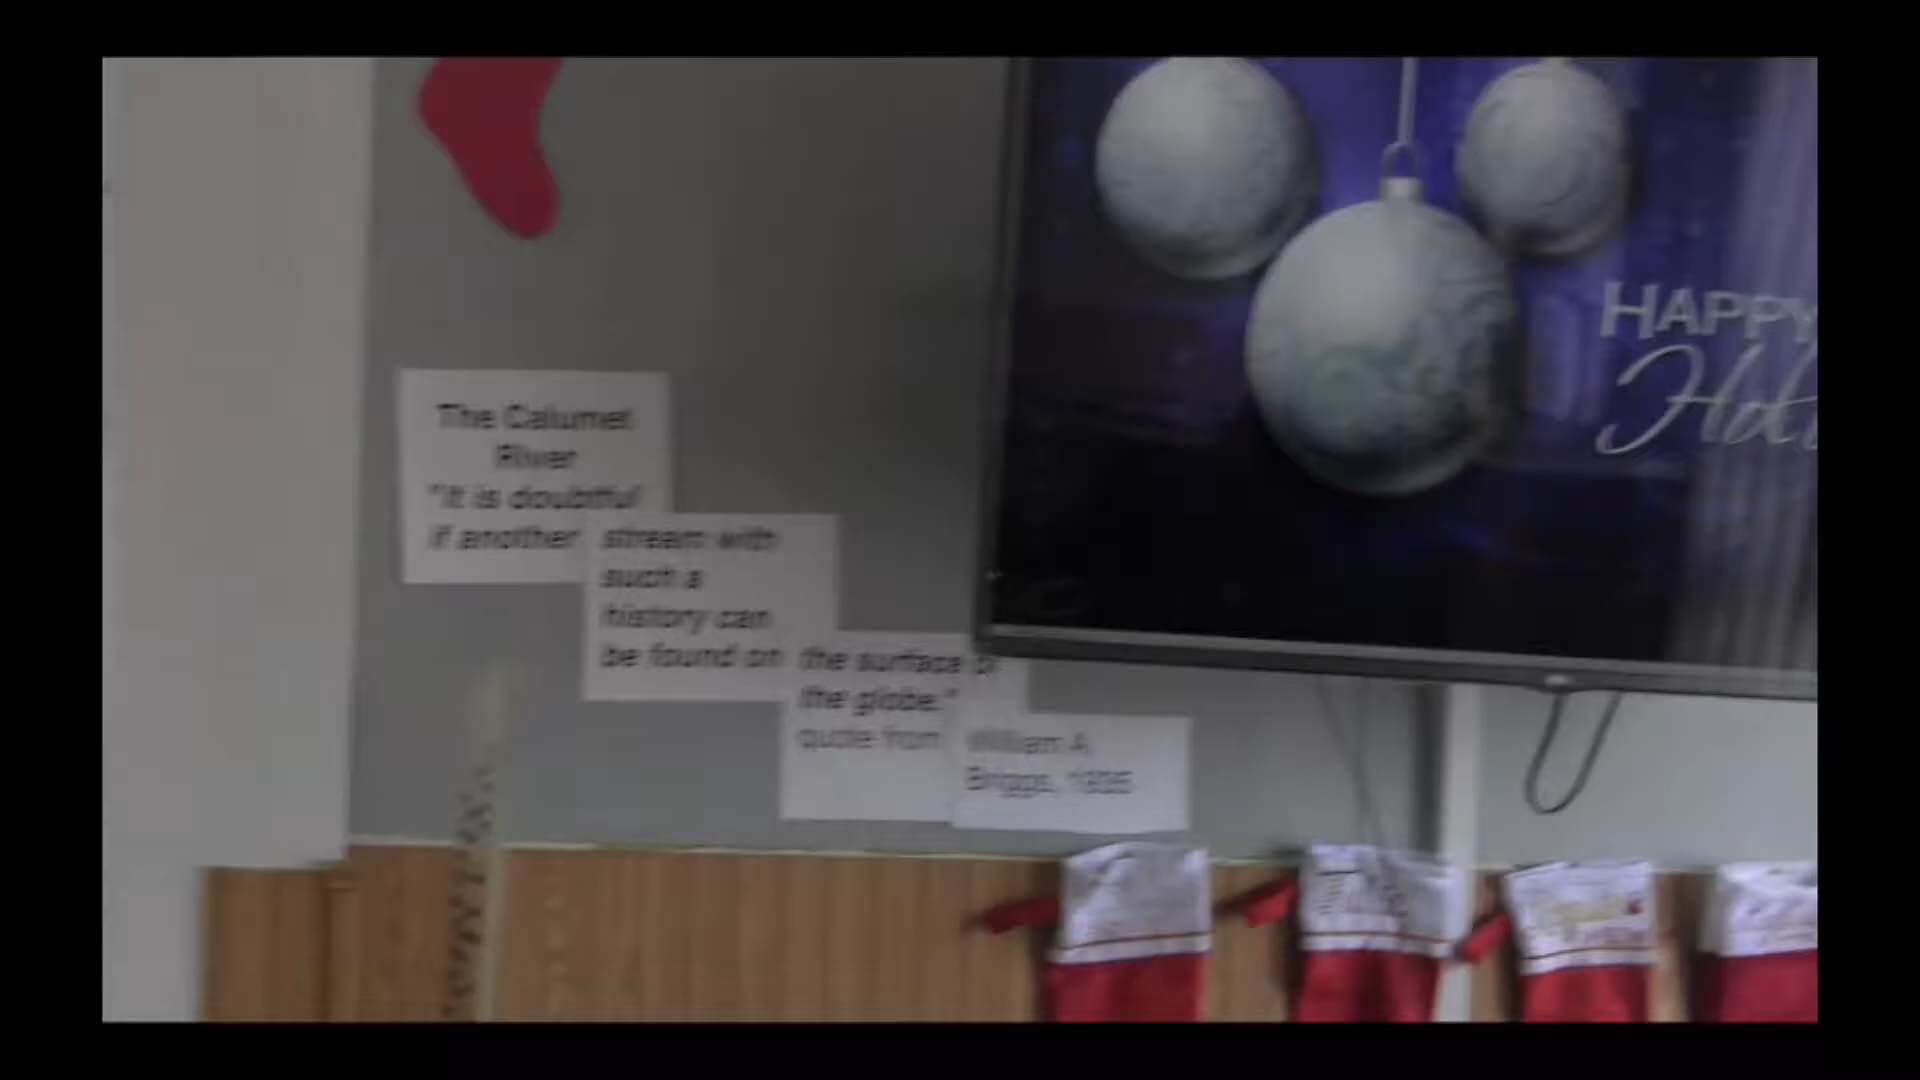 The Calumet
River
"It is doubtful
if another
stream with
such a
history can
be found on
the surface of
the globe."
quote from
William A.
Briggs, 1935
HAPPY